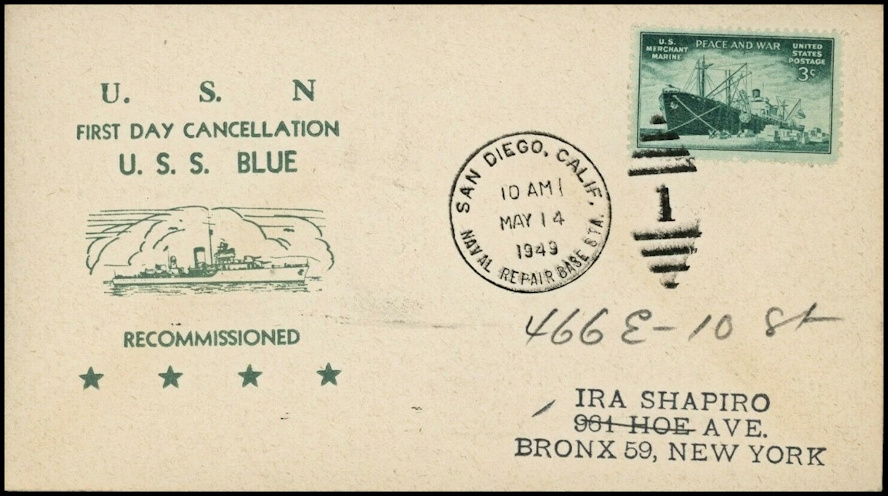 U. S. N
FIRST DAY CANCELLATION
U. S. S. BLUE
RECOMMISSIONED
U.S. MERCHANT MARINE
PEACE AND WAR
UNITED STATES POSTAGE
3¢
SAN DIEGO, CALIF.
10 AM
MAY 14
1949
NAVAL REPAIR BASE STA.
1
466 E-10 St
IRA SHAPIRO
961 HOE AVE.
BRONX 59, NEW YORK